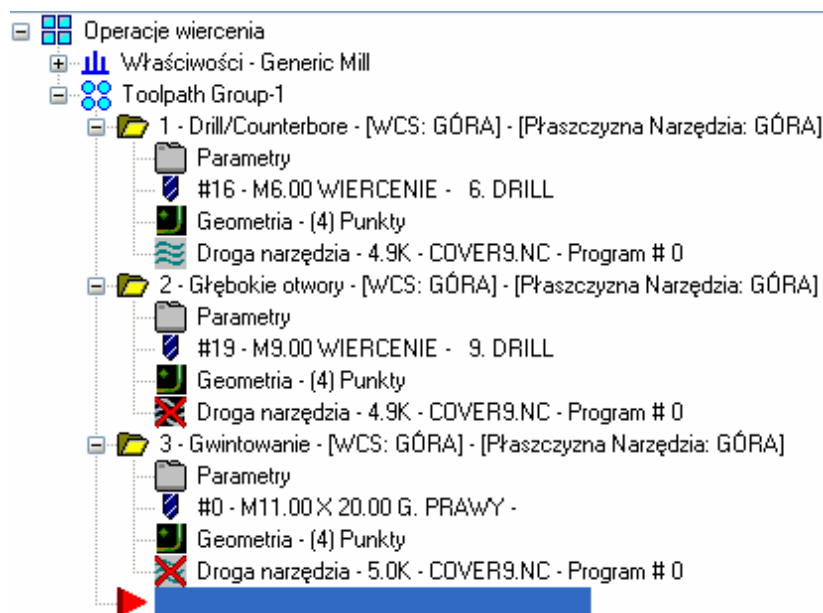 Operacje wiercenia
Właściwości - Generic Mill
Toolpath Group-1
1 - Drill/Counterbore - [WCS: GÓRA] - [Płaszczyzna Narzędzia: GÓRA]
Parametry
#16 - M6.00 WIERCENIE - 6. DRILL
Geometria - (4) Punkty
Droga narzędzia - 4.9K - COVER9.NC - Program # 0
2 - Głębokie otwory - [WCS: GÓRA] - [Płaszczyzna Narzędzia: GÓRA]
Parametry
#19 - M9.00 WIERCENIE - 9. DRILL
Geometria - (4) Punkty
Droga narzędzia - 4.9K - COVER9.NC - Program # 0
3 - Gwintowanie - [WCS: GÓRA] - [Płaszczyzna Narzędzia: GÓRA]
Parametry
#0 - M11.00 X 20.00 G. PRAWY -
Geometria - (4) Punkty
Droga narzędzia - 5.0K - COVER9.NC - Program # 0